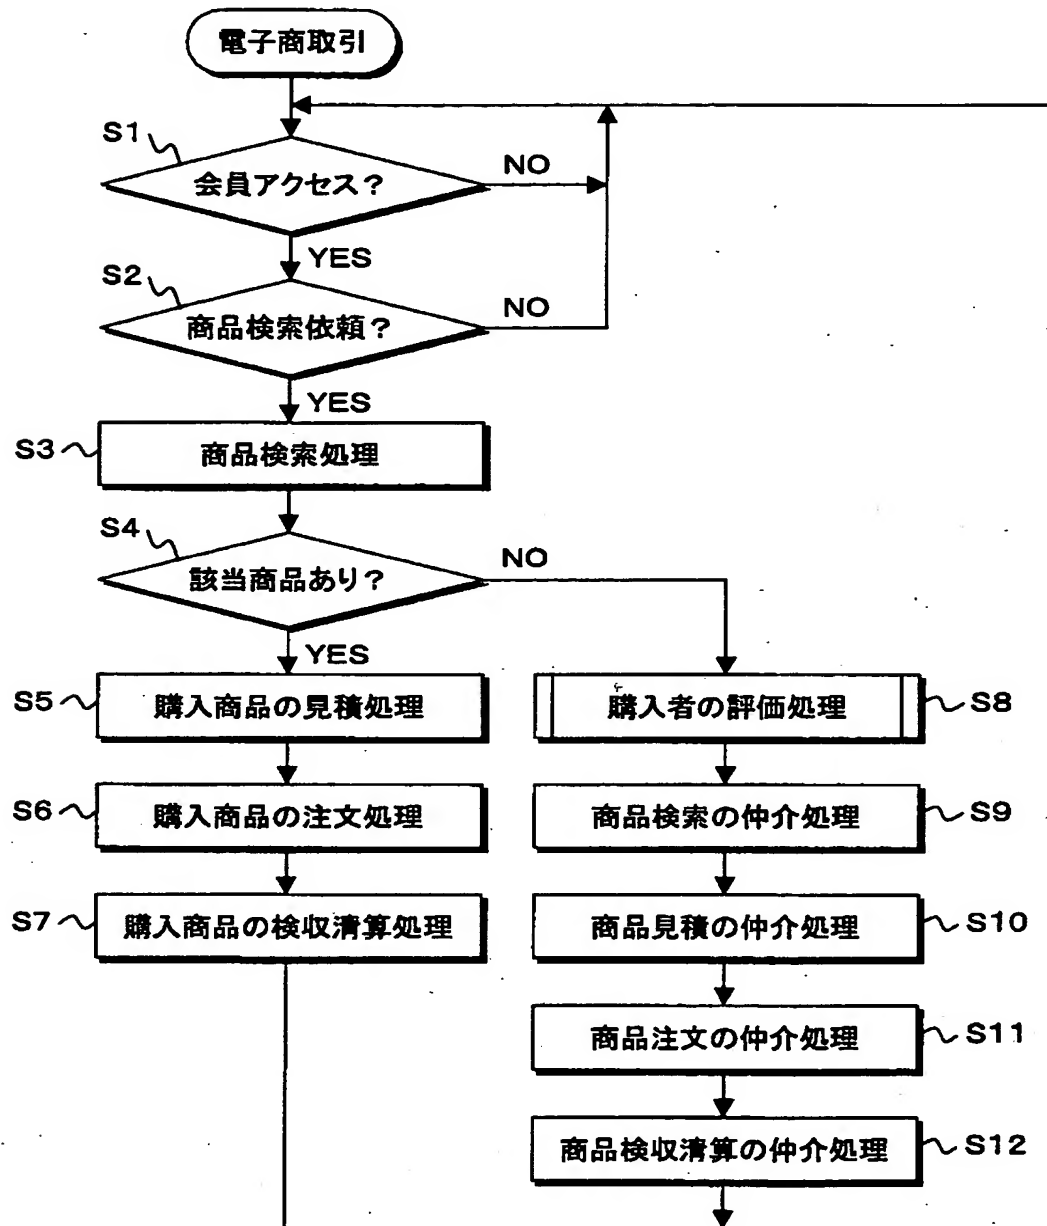 電子商取引
S1
会員アクセス?
NO
YES
S2
商品検索依頼?
NO
YES
S3
商品検索処理
S4
該当商品あり?
NO
YES
S5
購入商品の見積処理
購入者の評価処理
S8
S6
購入商品の注文処理
商品検索の仲介処理
S9
S7
購入商品の検収清算処理
商品見積の仲介処理
S10
商品注文の仲介処理
S11
商品検収清算の仲介処理
S12